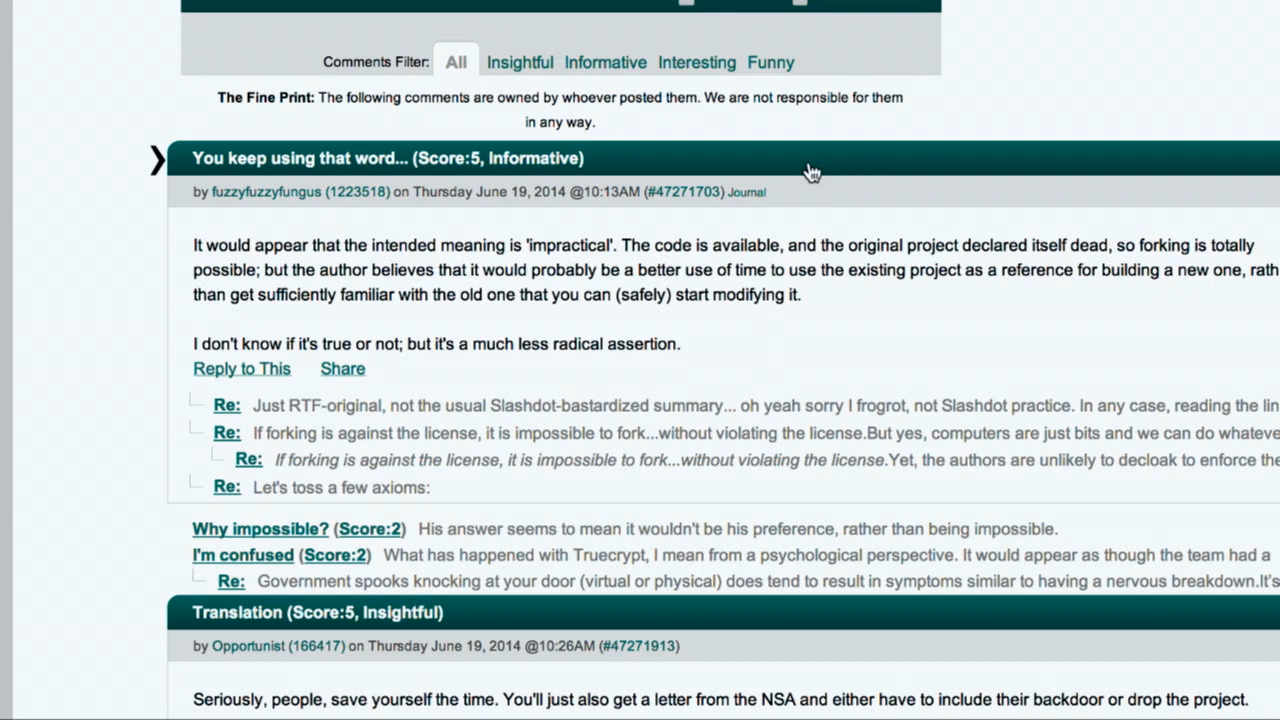 Comments Filter: All Insightful Informative Interesting Funny
The Fine Print: The following comments are owned by whoever posted them. We are not responsible for them
in any way.
You keep using that word... (Score:5, Informative)
by fuzzyfuzzyfungus (1223518) on Thursday June 19, 2014 @10:13AM (#47271703) Journal
It would appear that the intended meaning is 'impractical'. The code is available, and the original project declared itself dead, so forking is totally
possible; but the author believes that it would probably be a better use of time to use the existing project as a reference for building a new one, rath
than get sufficiently familiar with the old one that you can (safely) start modifying it.
I don't know if it's true or not; but it's a much less radical assertion.
Reply to This Share
Re: Just RTF-original, not the usual Slashdot-bastardized summary... oh yeah sorry I frogrot, not Slashdot practice. In any case, reading the lin
Re: If forking is against the license, it is impossible to fork...without violating the license.But yes, computers are just bits and we can do whateve
Re: If forking is against the license, it is impossible to fork...without violating the license.Yet, the authors are unlikely to decloak to enforce the
Re: Let's toss a few axioms:
Why impossible? (Score:2) His answer seems to mean it wouldn't be his preference, rather than being impossible.
I'm confused (Score:2) What has happened with Truecrypt, I mean from a psychological perspective. It would appear as though the team had a
Re: Government spooks knocking at your door (virtual or physical) does tend to result in symptoms similar to having a nervous breakdown.It's
Translation (Score:5, Insightful)
by Opportunist (166417) on Thursday June 19, 2014 @10:26AM (#47271913)
Seriously, people, save yourself the time. You'll just also get a letter from the NSA and either have to include their backdoor or drop the project.